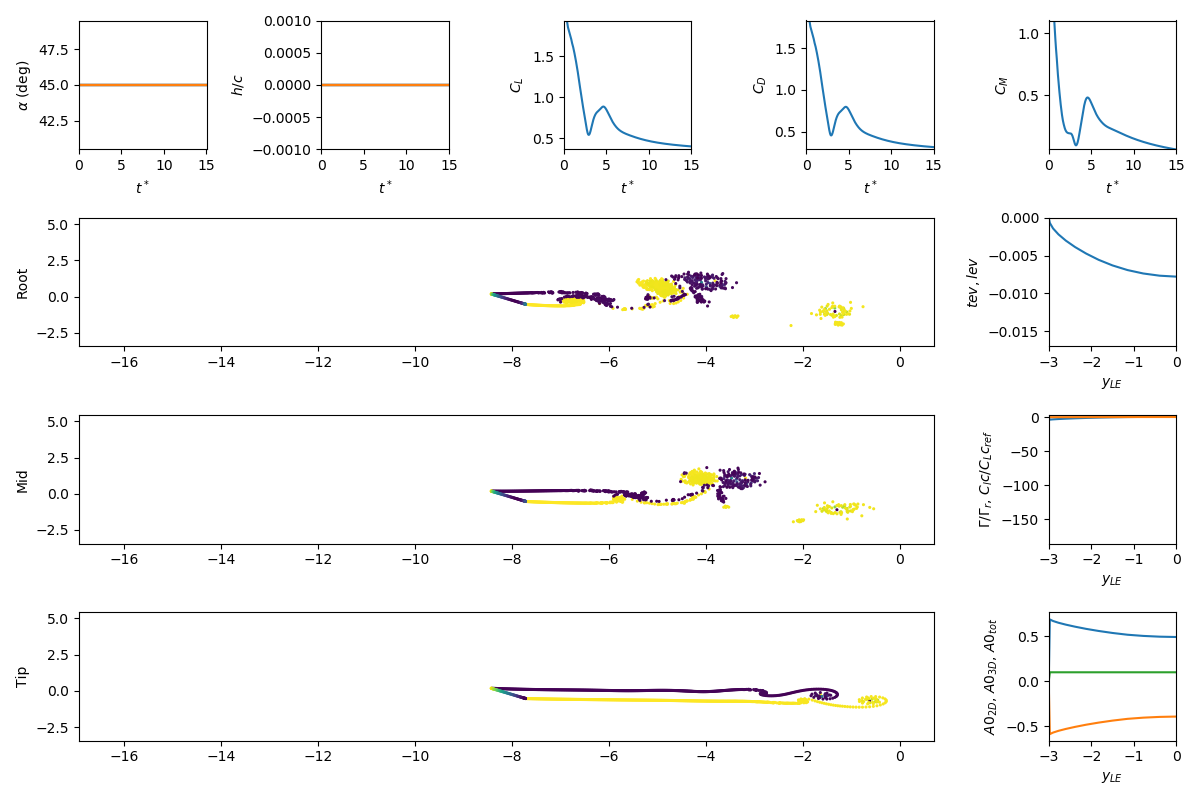 47.5
45.0
42.5
α (deg)
0 5 10 15
t*
0.0010
0.0005
0.0000
−0.0005
−0.0010
h/c
0 5 10 15
t*
1.5
1.0
0.5
C_L
0 5 10 15
t*
1.5
1.0
0.5
C_D
0 5 10 15
t*
1.0
0.5
C_M
0 5 10 15
t*
5.0
2.5
0.0
−2.5
Root
−16 −14 −12 −10 −8 −6 −4 −2 0
0.000
−0.005
−0.010
−0.015
tev, lev
−3 −2 −1 0
y_LE
5.0
2.5
0.0
−2.5
Mid
−16 −14 −12 −10 −8 −6 −4 −2 0
0
−50
−100
−150
Γ/Γ_r, C_l c/C_L c_ref
−3 −2 −1 0
y_LE
5.0
2.5
0.0
−2.5
Tip
−16 −14 −12 −10 −8 −6 −4 −2 0
0.5
0.0
−0.5
A0_2D, A0_3D, A0_tot
−3 −2 −1 0
y_LE